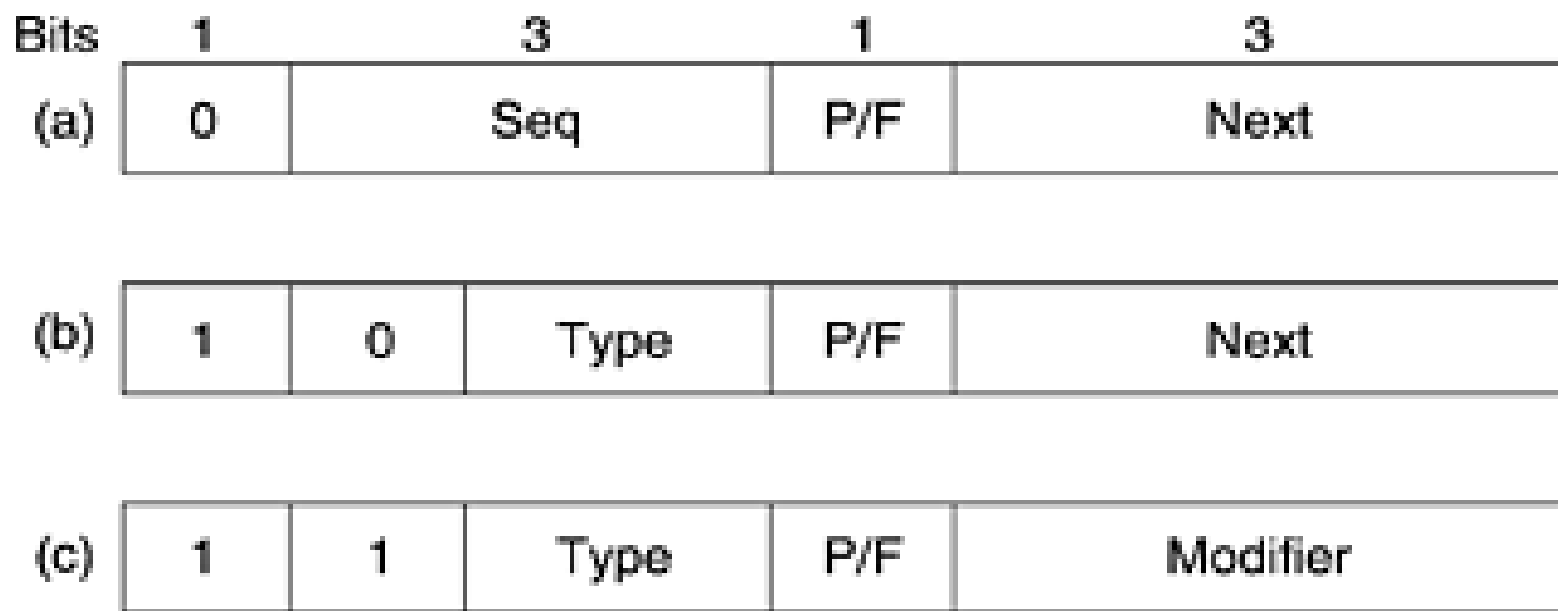 Bits 1 3 1 3
(a) 0 Seq P/F Next
(b) 1 0 Type P/F Next
(c) 1 1 Type P/F Modifier